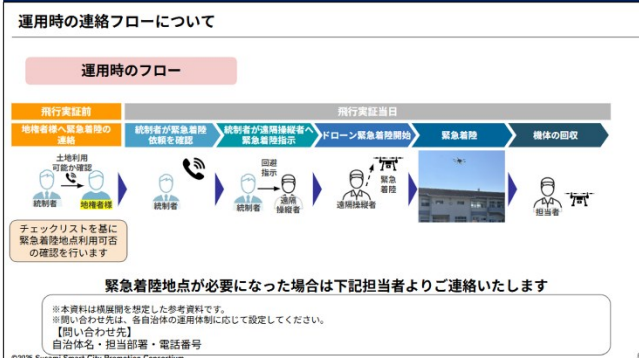 運用時の連絡フローについて
運用時のフロー
飛行実証前
飛行実証当日
地権者様へ緊急着陸の
連絡
統制者が緊急着陸
依頼を確認
統制者が遠隔操縦者へ
緊急着陸指示
ドローン緊急着陸開始
緊急着陸
機体の回収
土地利用
可能か確認
統制者
地権者様
統制者
回避
指示
統制者
遠隔
操縦者
緊急
着陸
遠隔操縦者
担当者
チェックリストを基に
緊急着陸地点利用可否
の確認を行います
緊急着陸地点が必要になった場合は下記担当者よりご連絡いたします
※本資料は横展開を想定した参考資料です。
※問い合わせ先は、各自治体の運用体制に応じて設定してください。
【問い合わせ先】
自治体名・担当部署・電話番号
Smart City Promotion Consortium